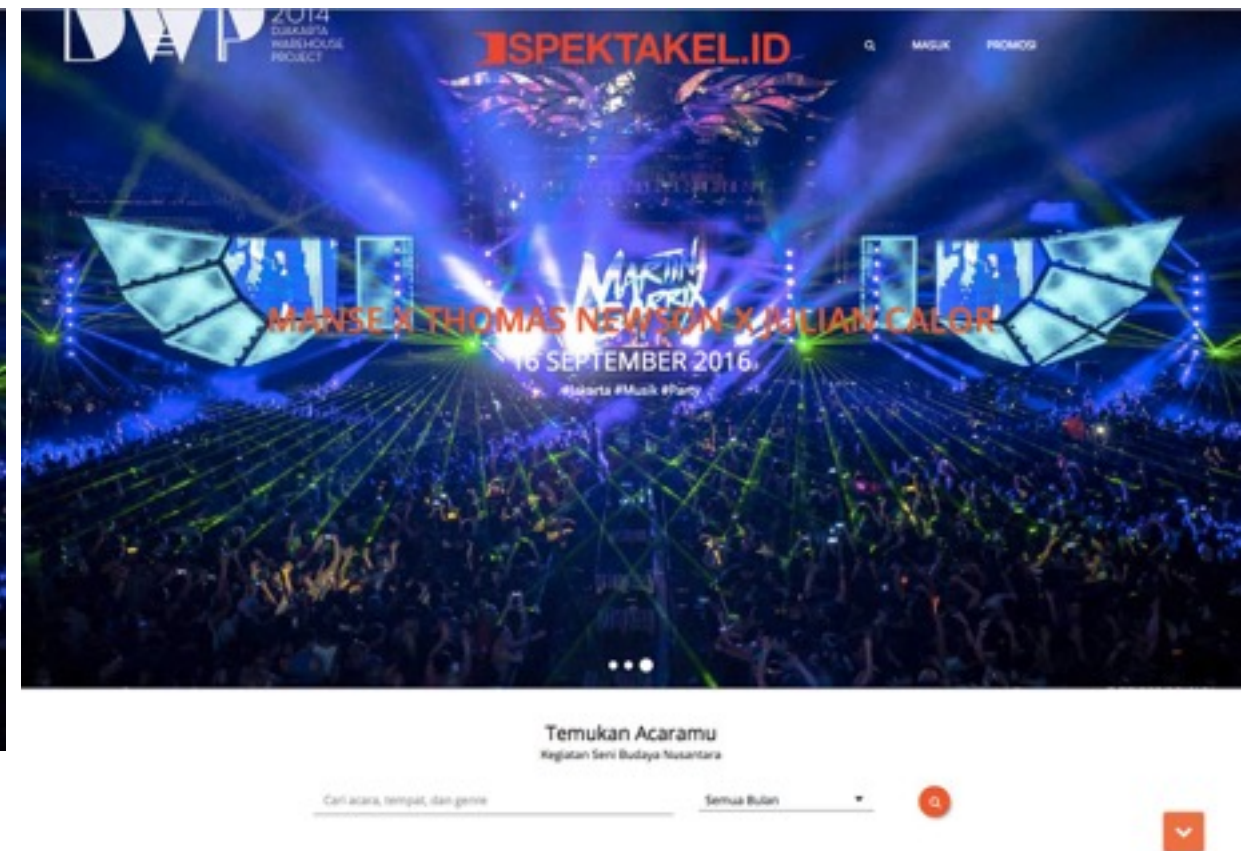 DWP
2014
DJAKARTA
WAREHOUSE
PROJECT
SPEKTAKEL.ID
MASUK
PROMOSI
MARTIN
GARRIX
MANSE X THOMAS NEWSON X JULIAN CALOR
16 SEPTEMBER 2016
#Jakarta #Musik #Party
Temukan Acaramu
Kegiatan Seni Budaya Nusantara
Cari acara, tempat, dan genre
Semua Bulan